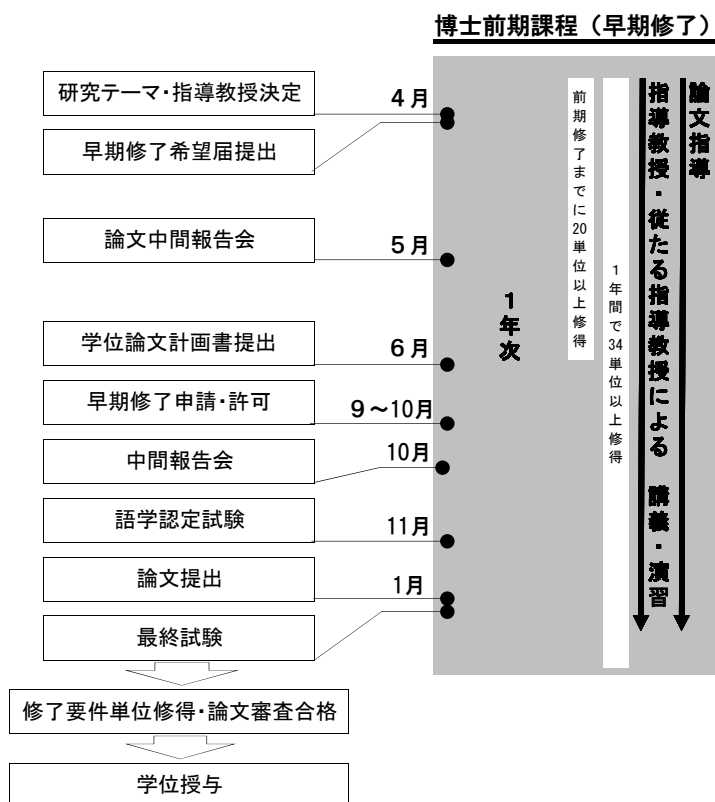 博士前期課程（早期修了）
研究テーマ・指導教授決定
4月
早期修了希望届提出
論文中間報告会
5月
学位論文計画書提出
6月
早期修了申請・許可
9～10月
中間報告会
10月
語学認定試験
11月
論文提出
1月
最終試験
修了要件単位修得・論文審査合格
学位授与
1年次
前期修了までに20単位以上修得
1年間で34単位以上修得
指導教授・従たる指導教授による 講義・演習
論文指導